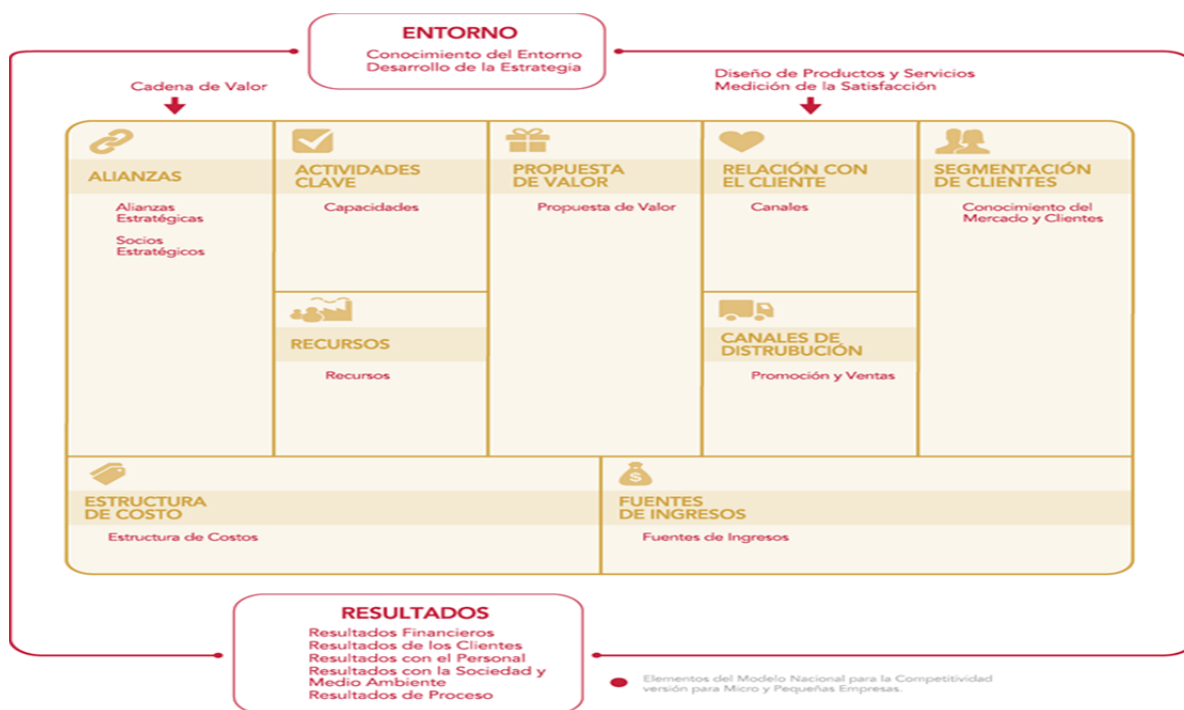 ENTORNO
Conocimiento del Entorno
Desarrollo de la Estrategia
Cadena de Valor
Diseño de Productos y Servicios
Medición de la Satisfacción
ALIANZAS
Alianzas
Estratégicas
Socios
Estratégicos
ACTIVIDADES
CLAVE
Capacidades
RECURSOS
Recursos
PROPUESTA
DE VALOR
Propuesta de Valor
RELACIÓN CON
EL CLIENTE
Canales
CANALES DE
DISTRUBUCIÓN
Promoción y Ventas
SEGMENTACIÓN
DE CLIENTES
Conocimiento del
Mercado y Clientes
ESTRUCTURA
DE COSTO
Estructura de Costos
$
FUENTES
DE INGRESOS
Fuentes de Ingresos
RESULTADOS
Resultados Financieros
Resultados de los Clientes
Resultados con el Personal
Resultados con la Sociedad y
Medio Ambiente
Resultados de Proceso
Elementos del Modelo Nacional para la Competitividad
versión para Micro y Pequeñas Empresas.